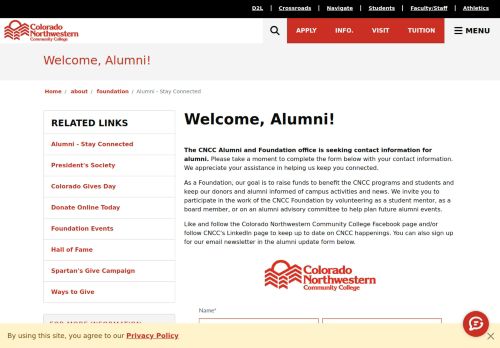 D2L | Crossroads | Navigate | Students | Faculty/Staff | Athletics
Colorado
Northwestern
Community College
APPLY INFO. VISIT TUITION MENU
Welcome, Alumni!
Home / about / foundation / Alumni - Stay Connected
RELATED LINKS
Alumni - Stay Connected
President's Society
Colorado Gives Day
Donate Online Today
Foundation Events
Hall of Fame
Spartan's Give Campaign
Ways to Give
FOR MORE INFORMATION
Welcome, Alumni!
The CNCC Alumni and Foundation office is seeking contact information for
alumni. Please take a moment to complete the form below with your contact information.
We appreciate your assistance in helping us keep you connected.
As a Foundation, our goal is to raise funds to benefit the CNCC programs and students and
keep our donors and alumni informed of campus activities and news. We invite you to
participate in the work of the CNCC Foundation by volunteering as a student mentor, as a
board member, or on an alumni advisory committee to help plan future alumni events.
Like and follow the Colorado Northwestern Community College Facebook page and/or
follow CNCC's LinkedIn page to keep up to date on CNCC happenings. You can also sign up
for our email newsletter in the alumni update form below.
Colorado
Northwestern
Community College
Name*
By using this site, you agree to our Privacy Policy